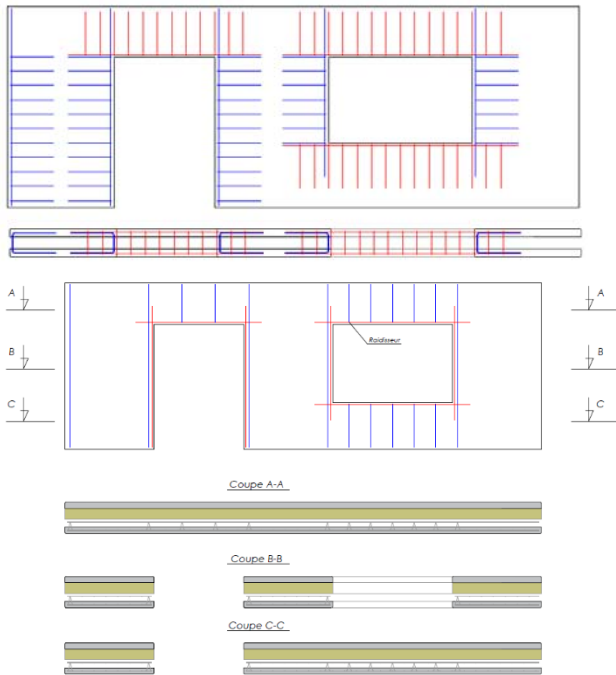 A A
Raidisseur
B B
C C
Coupe A-A
Coupe B-B
Coupe C-C